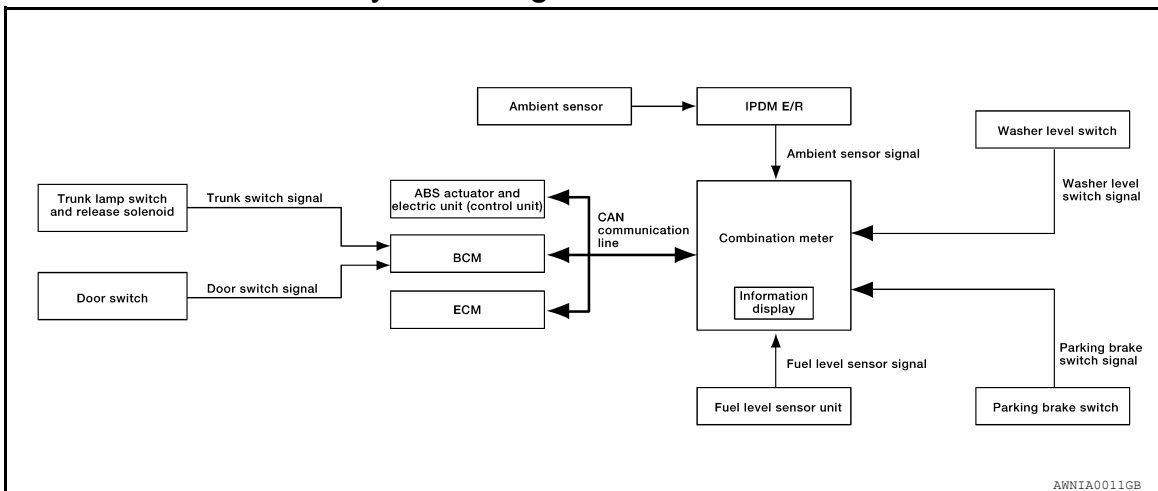 Ambient sensor
IPDM E/R
Washer level switch
Ambient sensor signal
Trunk lamp switch
and release solenoid
Trunk switch signal
ABS actuator and
electric unit (control unit)
CAN
communication
line
Washer level
switch signal
BCM
Combination meter
Door switch
Door switch signal
ECM
Information
display
Fuel level sensor signal
Parking brake
switch signal
Fuel level sensor unit
Parking brake switch
AWNIA0011GB